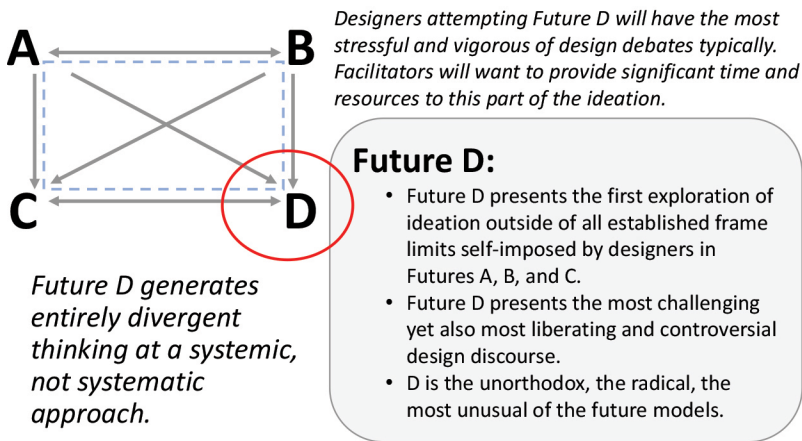 A
B
C
D
Designers attempting Future D will have the most
stressful and vigorous of design debates typically.
Facilitators will want to provide significant time and
resources to this part of the ideation.
Future D generates
entirely divergent
thinking at a systemic,
not systematic
approach.
Future D:
• Future D presents the first exploration of
ideation outside of all established frame
limits self-imposed by designers in
Futures A, B, and C.
• Future D presents the most challenging
yet also most liberating and controversial
design discourse.
• D is the unorthodox, the radical, the
most unusual of the future models.